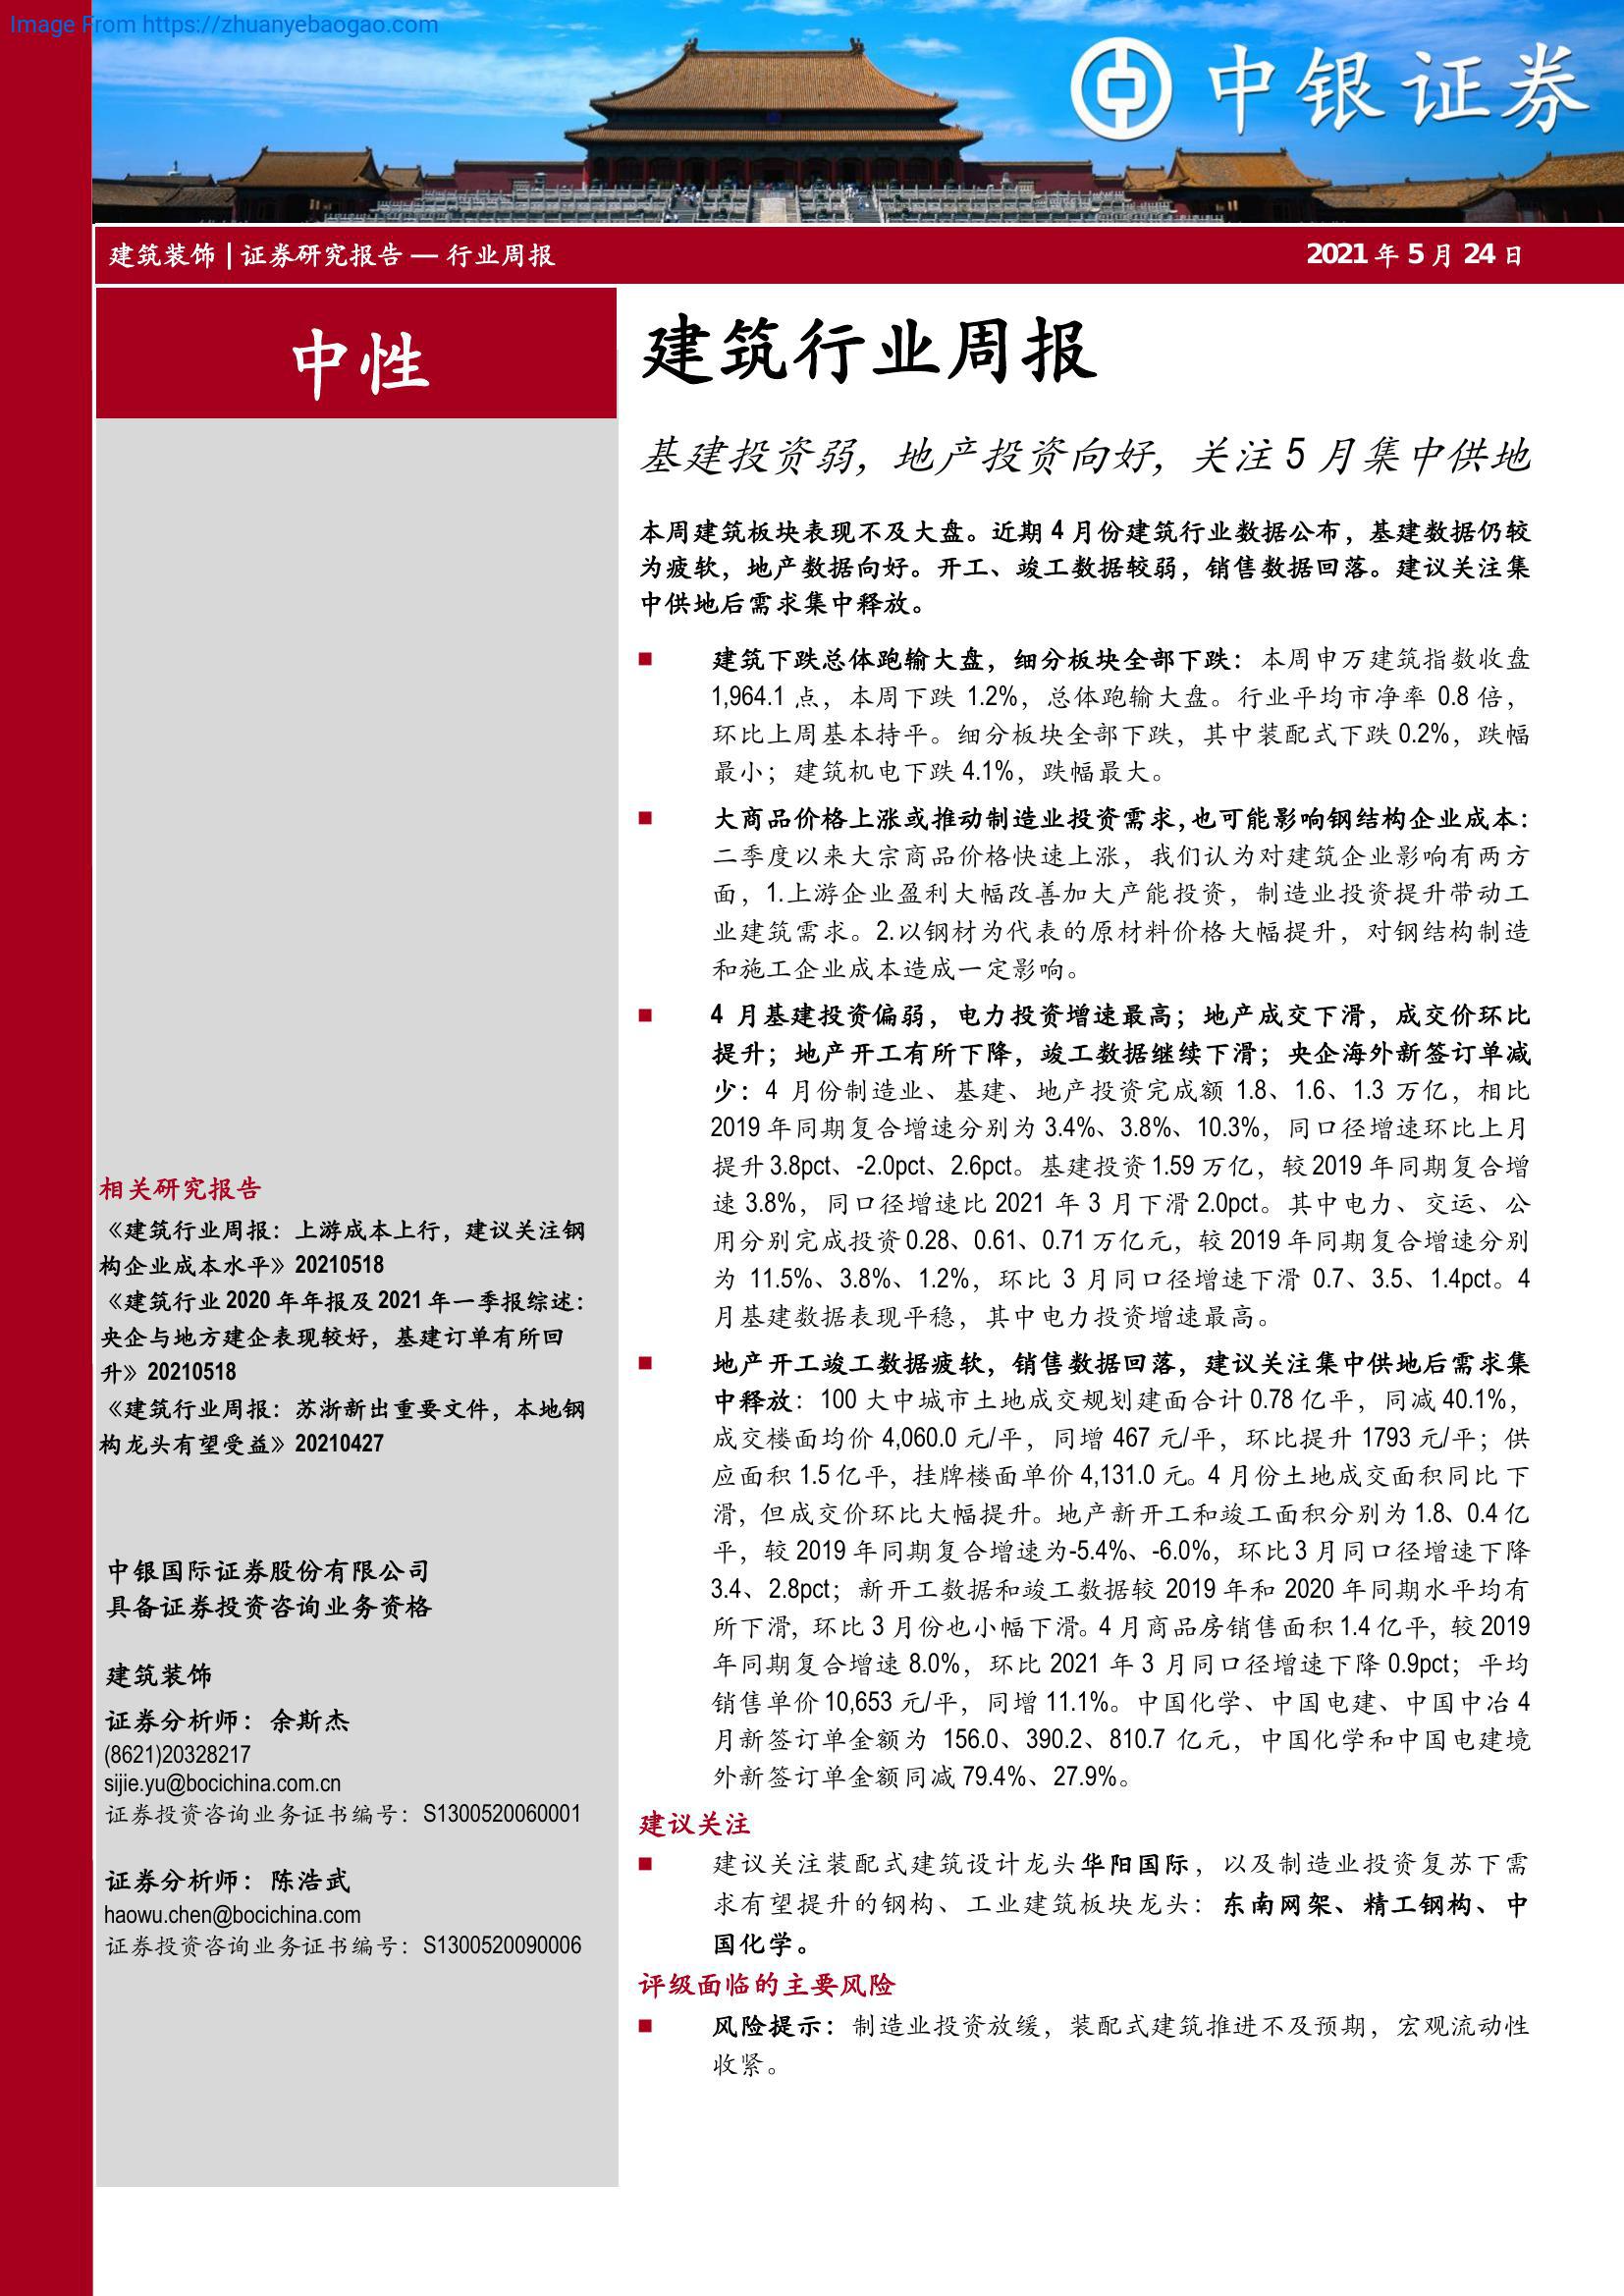 Image From https://zhuanyebaogao.com
中银证券
建筑装饰 | 证券研究报告 — 行业周报
2021 年 5 月 24 日
中性
建筑行业周报
基建投资弱，地产投资向好，关注 5 月集中供地
本周建筑板块表现不及大盘。近期 4 月份建筑行业数据公布，基建数据仍较
为疲软，地产数据向好。开工、竣工数据较弱，销售数据回落。建议关注集
中供地后需求集中释放。
■ 建筑下跌总体跑输大盘，细分板块全部下跌：本周申万建筑指数收盘
1,964.1 点，本周下跌 1.2%，总体跑输大盘。行业平均市净率 0.8 倍，
环比上周基本持平。细分板块全部下跌，其中装配式下跌 0.2%，跌幅
最小；建筑机电下跌 4.1%，跌幅最大。
■ 大商品价格上涨或推动制造业投资需求，也可能影响钢结构企业成本：
二季度以来大宗商品价格快速上涨，我们认为对建筑企业影响有两方
面，1.上游企业盈利大幅改善加大产能投资，制造业投资提升带动工
业建筑需求。2.以钢材为代表的原材料价格大幅提升，对钢结构制造
和施工企业成本造成一定影响。
■ 4 月基建投资偏弱，电力投资增速最高；地产成交下滑，成交价环比
提升；地产开工有所下降，竣工数据继续下滑；央企海外新签订单减
少：4 月份制造业、基建、地产投资完成额 1.8、1.6、1.3 万亿，相比
2019 年同期复合增速分别为 3.4%、3.8%、10.3%，同口径增速环比上月
提升 3.8pct、-2.0pct、2.6pct。基建投资 1.59 万亿，较 2019 年同期复合增
速 3.8%，同口径增速比 2021 年 3 月下滑 2.0pct。其中电力、交运、公
用分别完成投资 0.28、0.61、0.71 万亿元，较 2019 年同期复合增速分别
为 11.5%、3.8%、1.2%，环比 3 月同口径增速下滑 0.7、3.5、1.4pct。4
月基建数据表现平稳，其中电力投资增速最高。
■ 地产开工竣工数据疲软，销售数据回落，建议关注集中供地后需求集
中释放：100 大中城市土地成交规划建面合计 0.78 亿平，同减 40.1%，
成交楼面均价 4,060.0 元/平，同增 467 元/平，环比提升 1793 元/平；供
应面积 1.5 亿平，挂牌楼面单价 4,131.0 元。4 月份土地成交面积同比下
滑，但成交价环比大幅提升。地产新开工和竣工面积分别为 1.8、0.4 亿
平，较 2019 年同期复合增速为-5.4%、-6.0%，环比 3 月同口径增速下降
3.4、2.8pct；新开工数据和竣工数据较 2019 年和 2020 年同期水平均有
所下滑，环比 3 月份也小幅下滑。4 月商品房销售面积 1.4 亿平，较 2019
年同期复合增速 8.0%，环比 2021 年 3 月同口径增速下降 0.9pct；平均
销售单价 10,653 元/平，同增 11.1%。中国化学、中国电建、中国中冶 4
月新签订单金额为 156.0、390.2、810.7 亿元，中国化学和中国电建境
外新签订单金额同减 79.4%、27.9%。
建议关注
■ 建议关注装配式建筑设计龙头华阳国际，以及制造业投资复苏下需
求有望提升的钢构、工业建筑板块龙头：东南网架、精工钢构、中
国化学。
评级面临的主要风险
■ 风险提示：制造业投资放缓，装配式建筑推进不及预期，宏观流动性
收紧。
相关研究报告
《建筑行业周报：上游成本上行，建议关注钢
构企业成本水平》20210518
《建筑行业 2020 年年报及 2021 年一季报综述：
央企与地方建企表现较好，基建订单有所回
升》20210518
《建筑行业周报：苏浙新出重要文件，本地钢
构龙头有望受益》20210427
中银国际证券股份有限公司
具备证券投资咨询业务资格
建筑装饰
证券分析师：余斯杰
(8621)20328217
sijie.yu@bocichina.com.cn
证券投资咨询业务证书编号：S1300520060001
证券分析师：陈浩武
haowu.chen@bocichina.com
证券投资咨询业务证书编号：S1300520090006